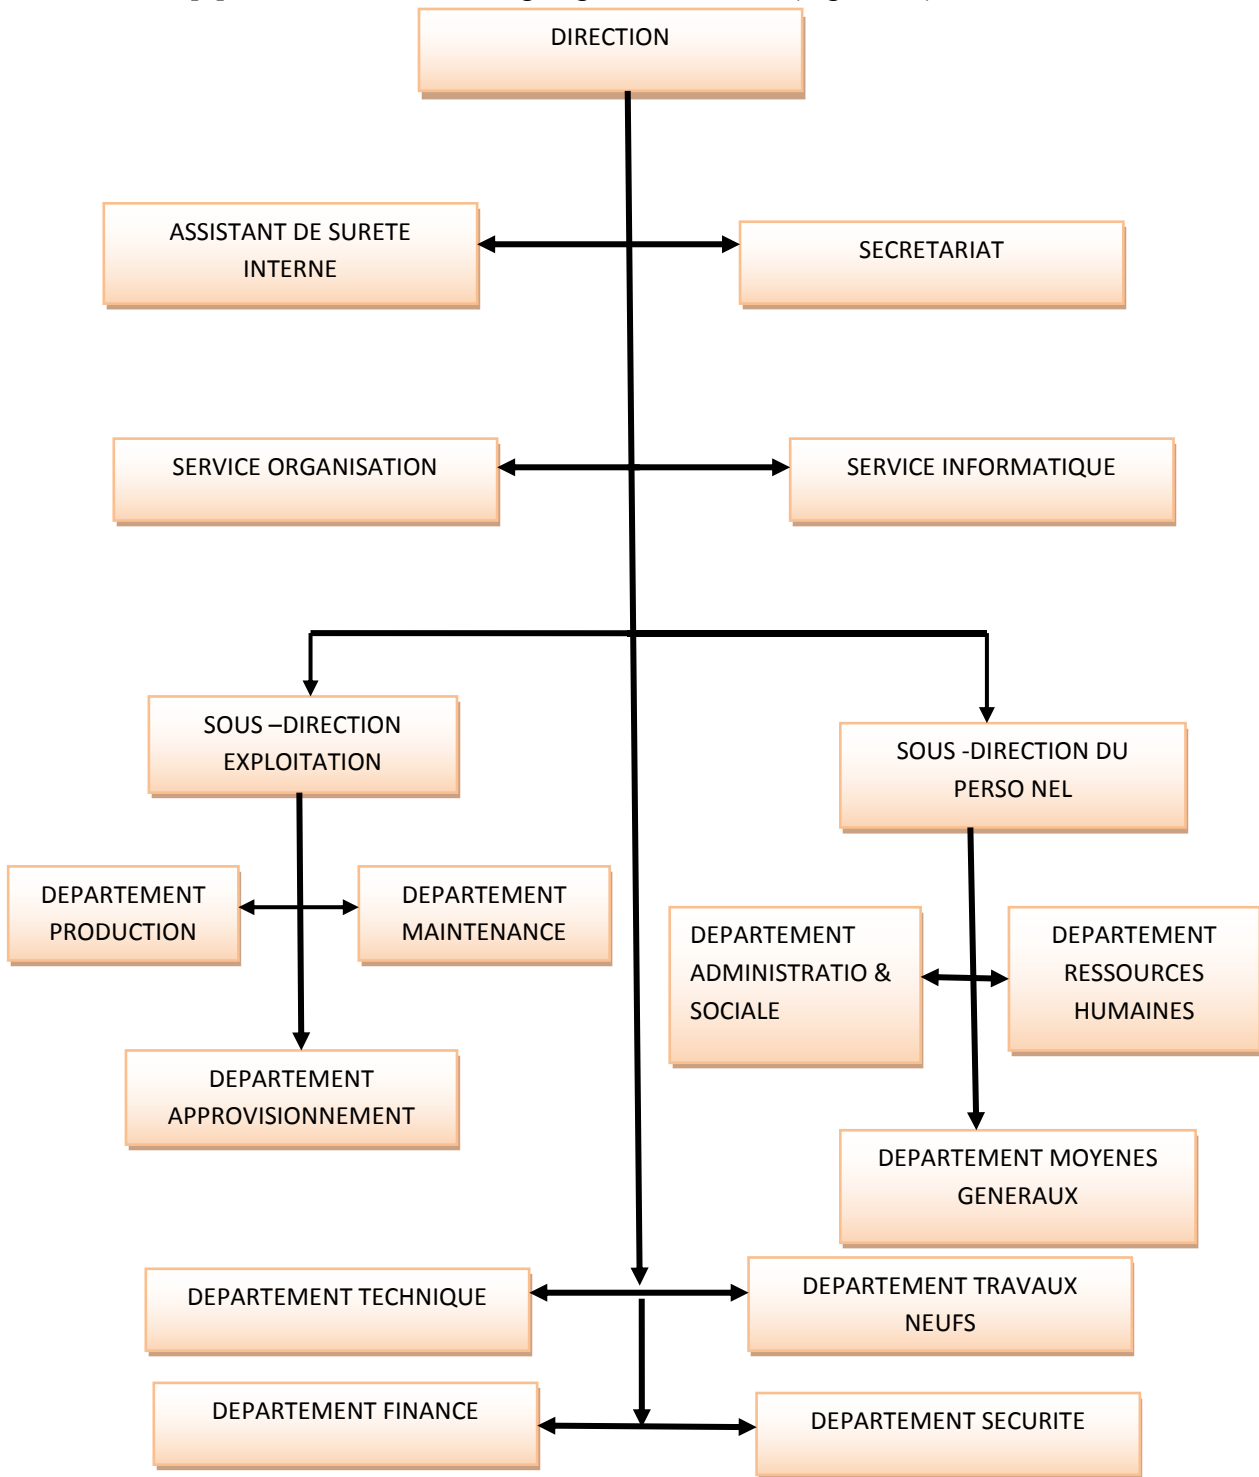 DIRECTION
ASSISTANT DE SURETE
INTERNE
SECRETARIAT
SERVICE ORGANISATION
SERVICE INFORMATIQUE
SOUS –DIRECTION
EXPLOITATION
SOUS -DIRECTION DU
PERSO NEL
DEPARTEMENT
PRODUCTION
DEPARTEMENT
MAINTENANCE
DEPARTEMENT
ADMINISTRATIO &
SOCIALE
DEPARTEMENT
RESSOURCES
HUMAINES
DEPARTEMENT
APPROVISIONNEMENT
DEPARTEMENT MOYENES
GENERAUX
DEPARTEMENT TECHNIQUE
DEPARTEMENT TRAVAUX
NEUFS
DEPARTEMENT FINANCE
DEPARTEMENT SECURITE